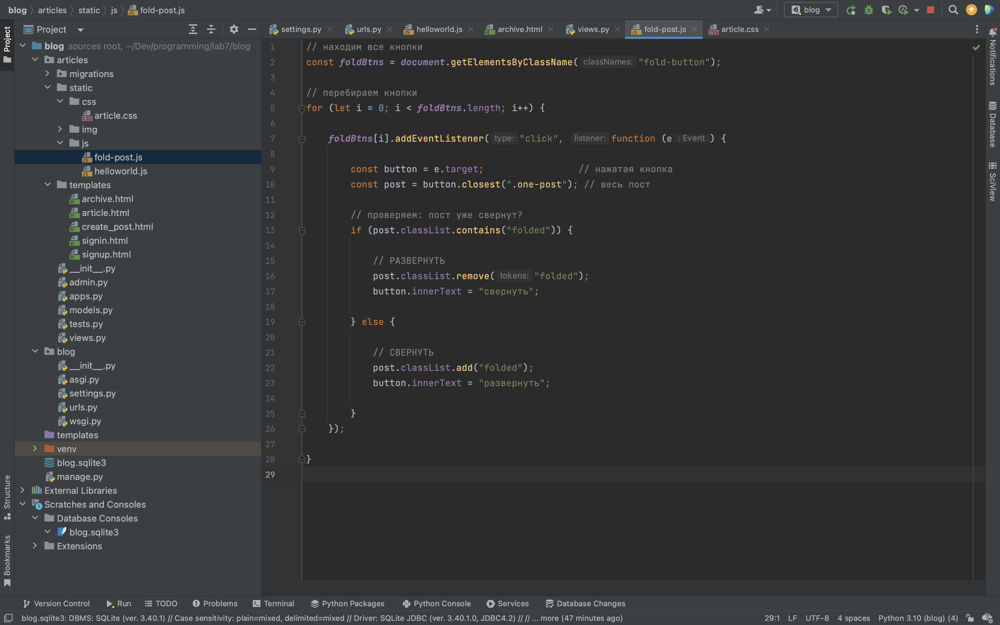 blog articles static js fold-post.js
blog
Project
settings.py urls.py helloworld.js archive.html views.py fold-post.js article.css
Project
Structure
Bookmarks
blog sources root, ~/Dev/programming/lab7/blog
articles
migrations
static
css
article.css
img
js
fold-post.js
helloworld.js
templates
archive.html
article.html
create_post.html
signin.html
signup.html
__init__.py
admin.py
apps.py
models.py
tests.py
views.py
blog
__init__.py
asgi.py
settings.py
urls.py
wsgi.py
templates
venv
blog.sqlite3
manage.py
External Libraries
Scratches and Consoles
Database Consoles
blog.sqlite3
Extensions
1 // находим все кнопки
2 const foldBtns = document.getElementsByClassName( classNames: "fold-button");
3
4 // перебираем кнопки
5 for (let i = 0; i < foldBtns.length; i++) {
6
7 foldBtns[i].addEventListener( type: "click", listener: function (e : Event ) {
8
9 const button = e.target; // нажатая кнопка
10 const post = button.closest(".one-post"); // весь пост
11
12 // проверяем: пост уже свернут?
13 if (post.classList.contains("folded")) {
14
15 // РАЗВЕРНУТЬ
16 post.classList.remove( tokens: "folded");
17 button.innerText = "свернуть";
18
19 } else {
20
21 // СВЕРНУТЬ
22 post.classList.add("folded");
23 button.innerText = "развернуть";
24
25 }
26 });
27
28 }
29
Notifications
Database
SciView
Version Control Run TODO Problems Terminal Python Packages Python Console Services Database Changes
blog.sqlite3: DBMS: SQLite (ver. 3.40.1) // Case sensitivity: plain=mixed, delimited=mixed // Driver: SQLite JDBC (ver. 3.40.1.0, JDBC4.2) // // ... more (47 minutes ago) 29:1 LF UTF-8 4 spaces Python 3.10 (blog) (4)